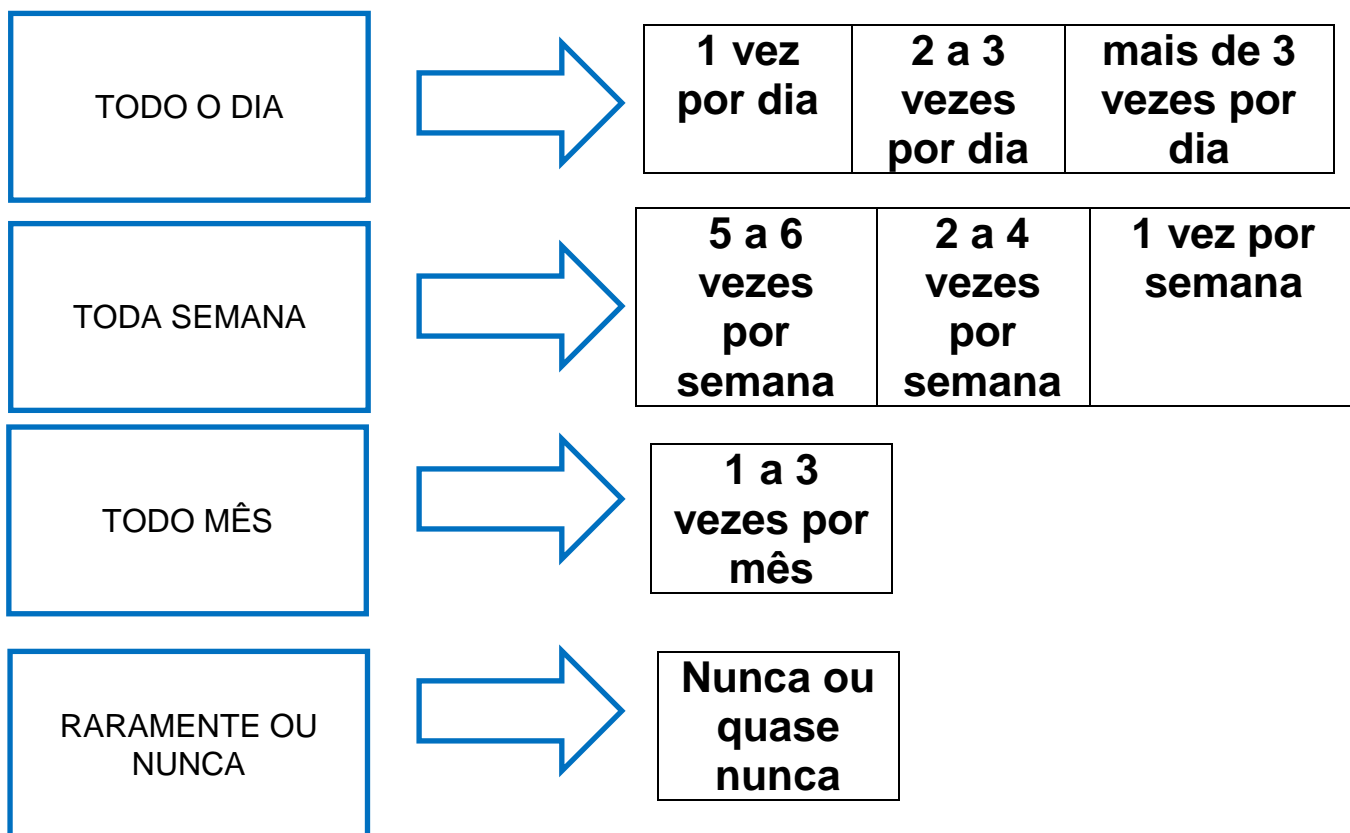 TODO O DIA
1 vez
por dia
2 a 3
vezes
por dia
mais de 3
vezes por
dia
TODA SEMANA
5 a 6
vezes
por
semana
2 a 4
vezes
por
semana
1 vez por
semana
TODO MÊS
1 a 3
vezes por
mês
RARAMENTE OU
NUNCA
Nunca ou
quase
nunca